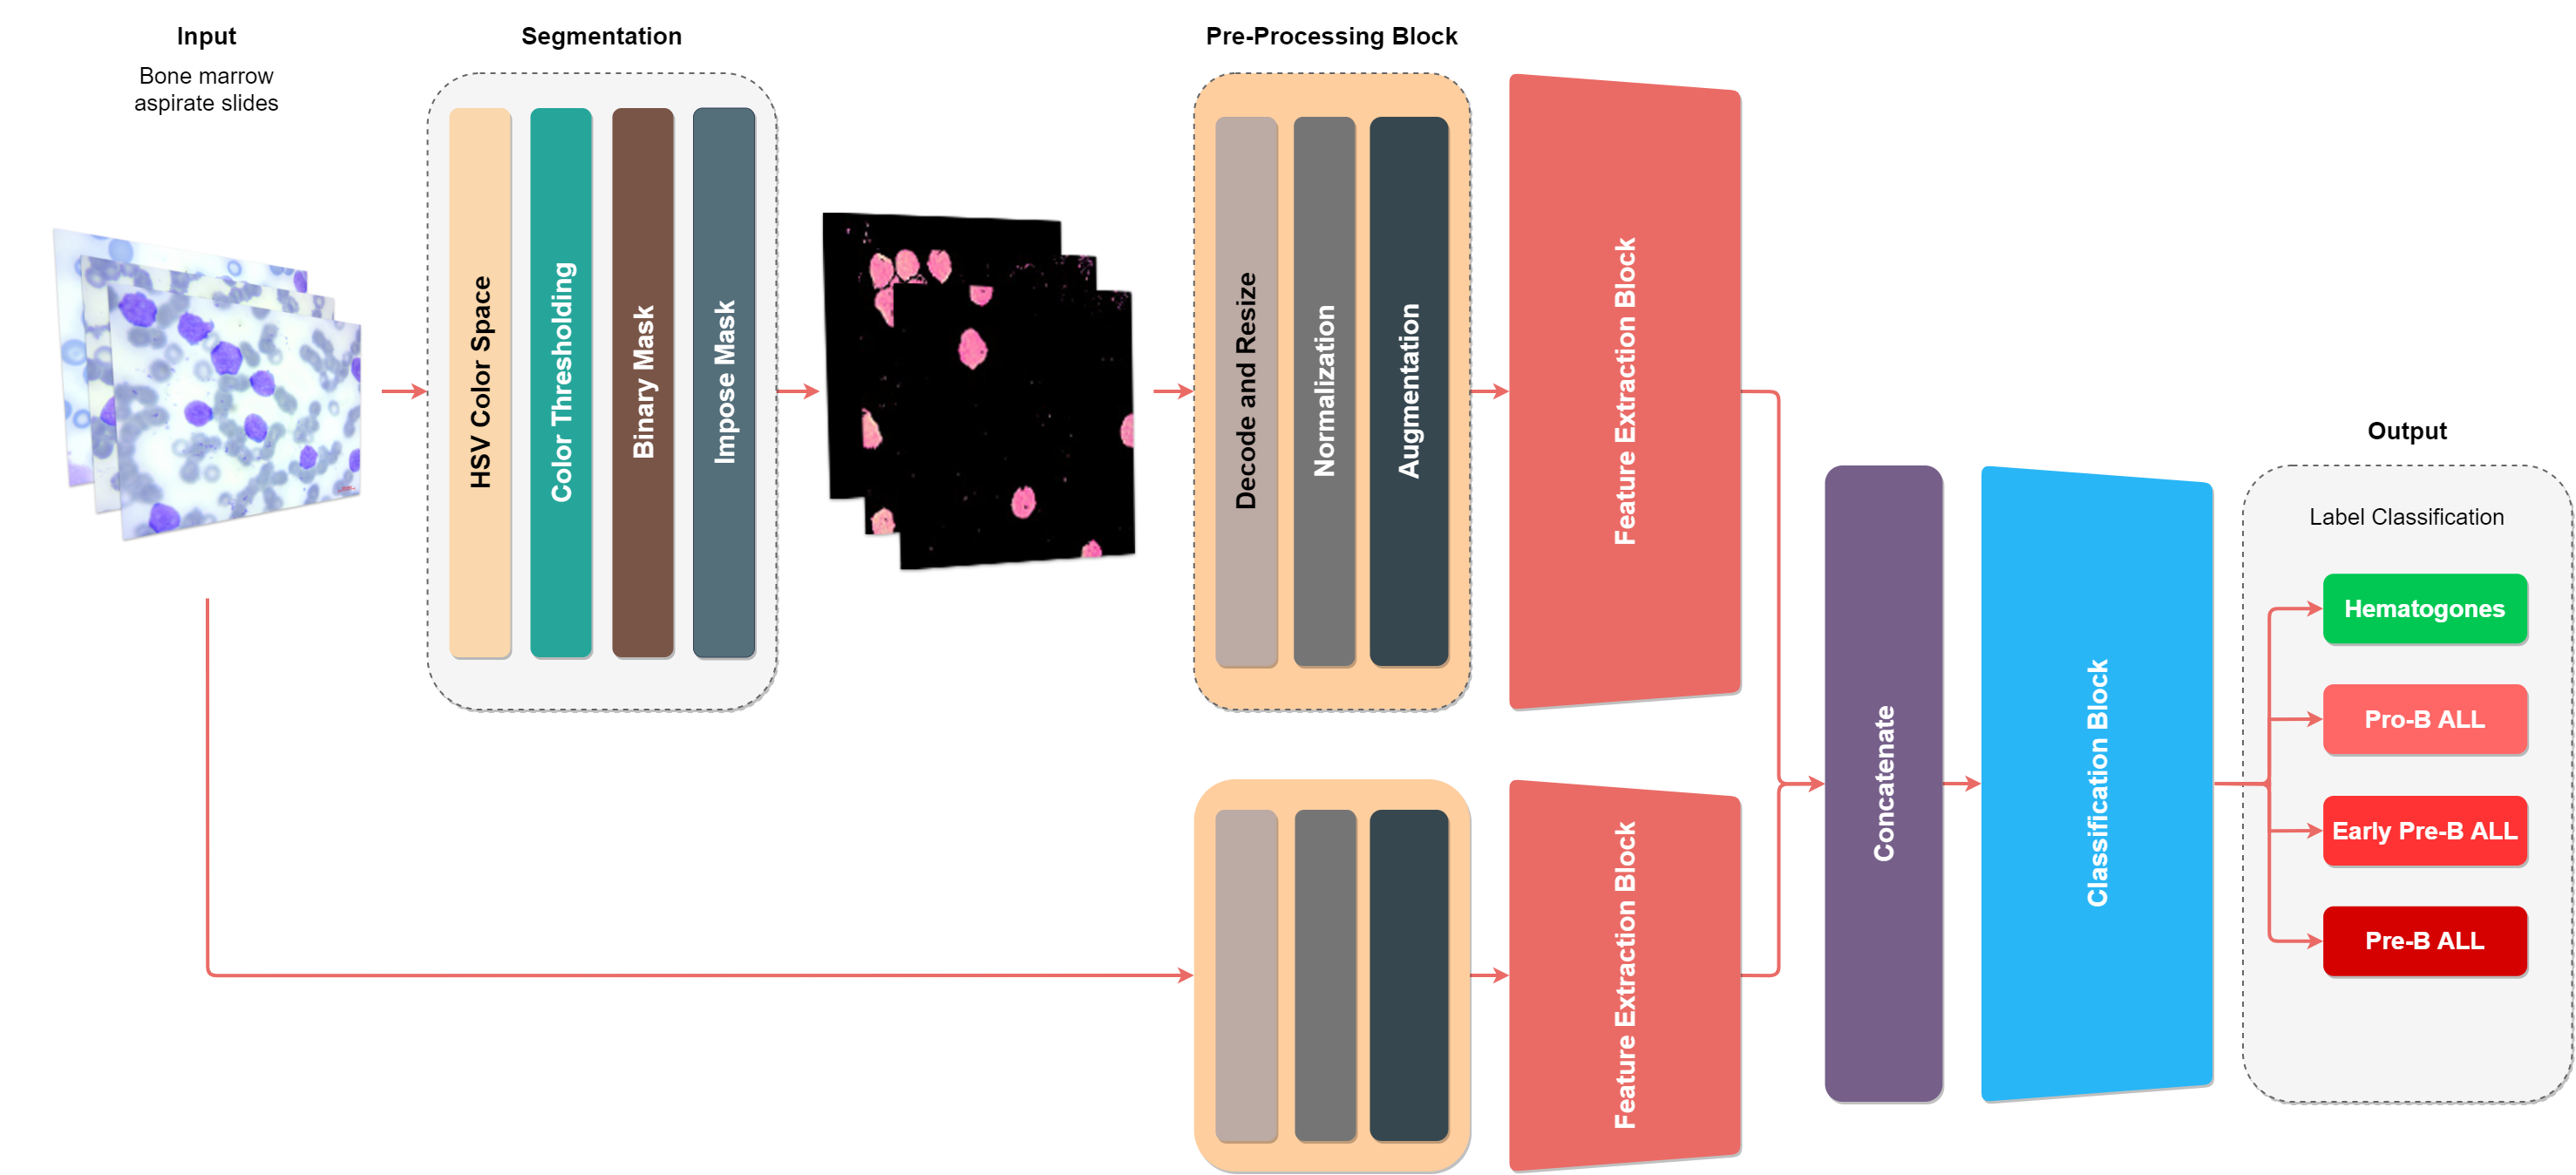 Input
Bone marrow
aspirate slides
Segmentation
HSV Color Space
Color Thresholding
Binary Mask
Impose Mask
Pre-Processing Block
Decode and Resize
Normalization
Augmentation
Feature Extraction Block
Feature Extraction Block
Concatenate
Classification Block
Output
Label Classification
Hematogones
Pro-B ALL
Early Pre-B ALL
Pre-B ALL